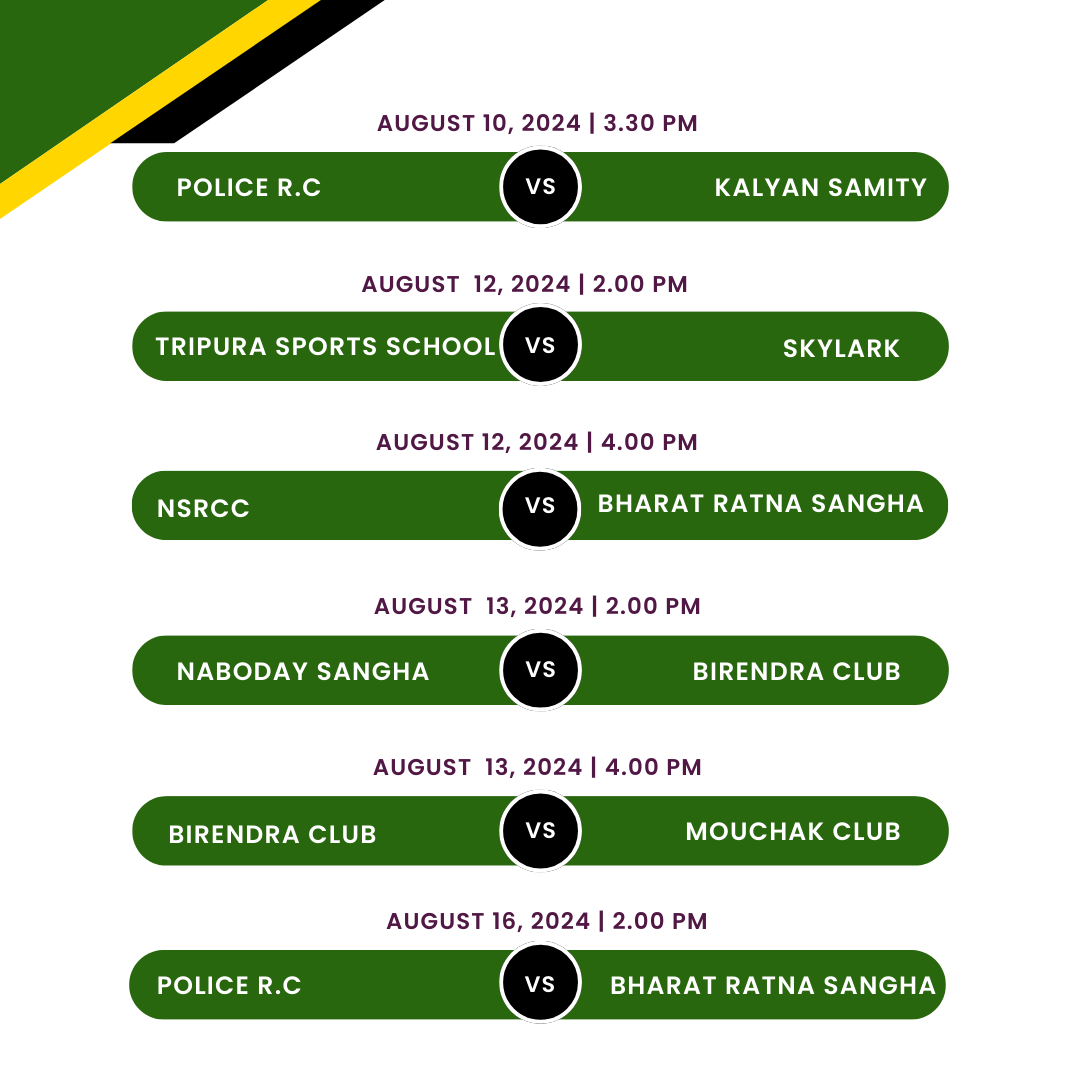 AUGUST 10, 2024 | 3.30 PM
POLICE R.C VS KALYAN SAMITY
AUGUST  12, 2024 | 2.00 PM
TRIPURA SPORTS SCHOOL VS SKYLARK
AUGUST 12, 2024 | 4.00 PM
NSRCC VS BHARAT RATNA SANGHA
AUGUST  13, 2024 | 2.00 PM
NABODAY SANGHA VS BIRENDRA CLUB
AUGUST  13, 2024 | 4.00 PM
BIRENDRA CLUB VS MOUCHAK CLUB
AUGUST 16, 2024 | 2.00 PM
POLICE R.C VS BHARAT RATNA SANGHA